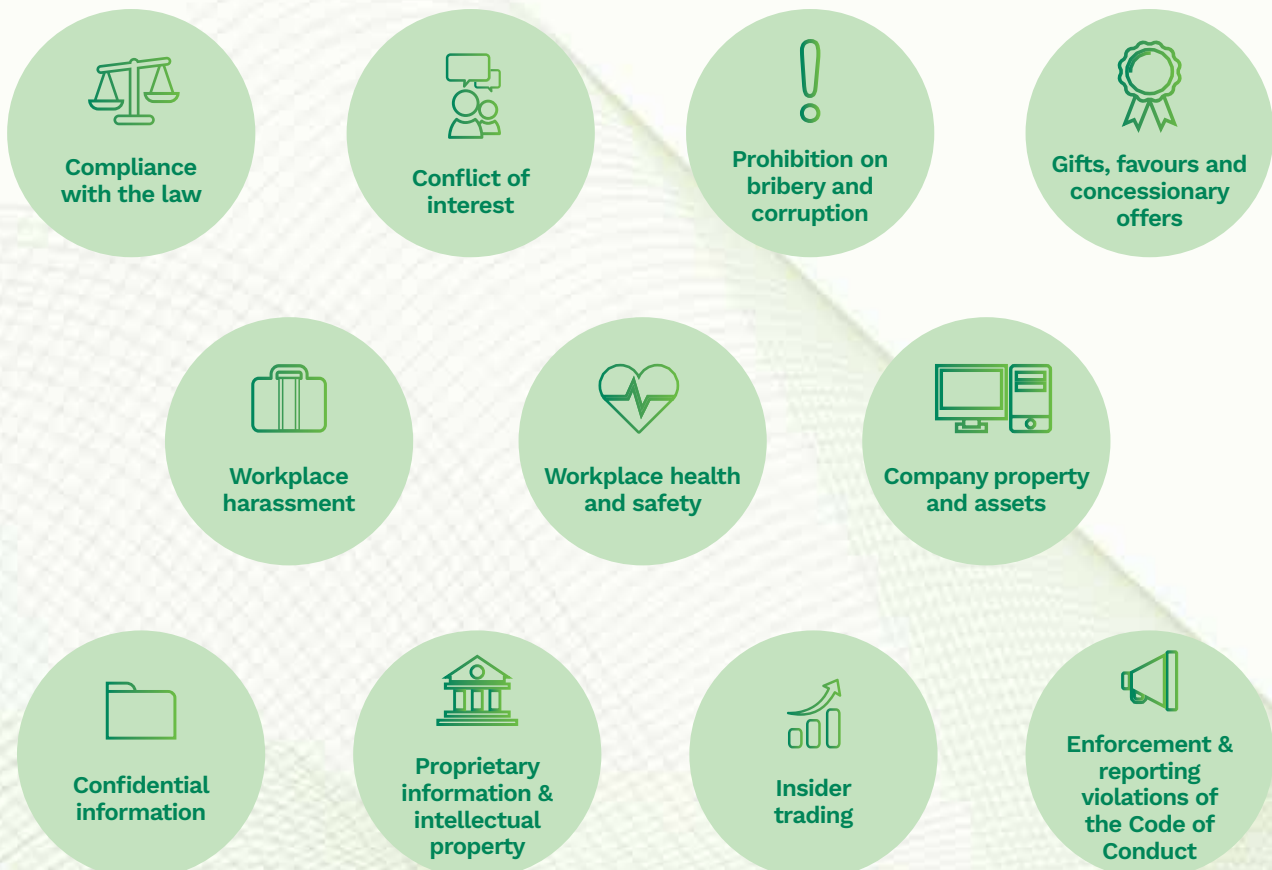 Compliance
with the law
Conflict of
interest
Prohibition on
bribery and
corruption
Gifts, favours and
concessionary
offers
Workplace
harassment
Workplace health
and safety
Company property
and assets
Confidential
information
Proprietary
information &
intellectual
property
Insider
trading
Enforcement &
reporting
violations of
the Code of
Conduct